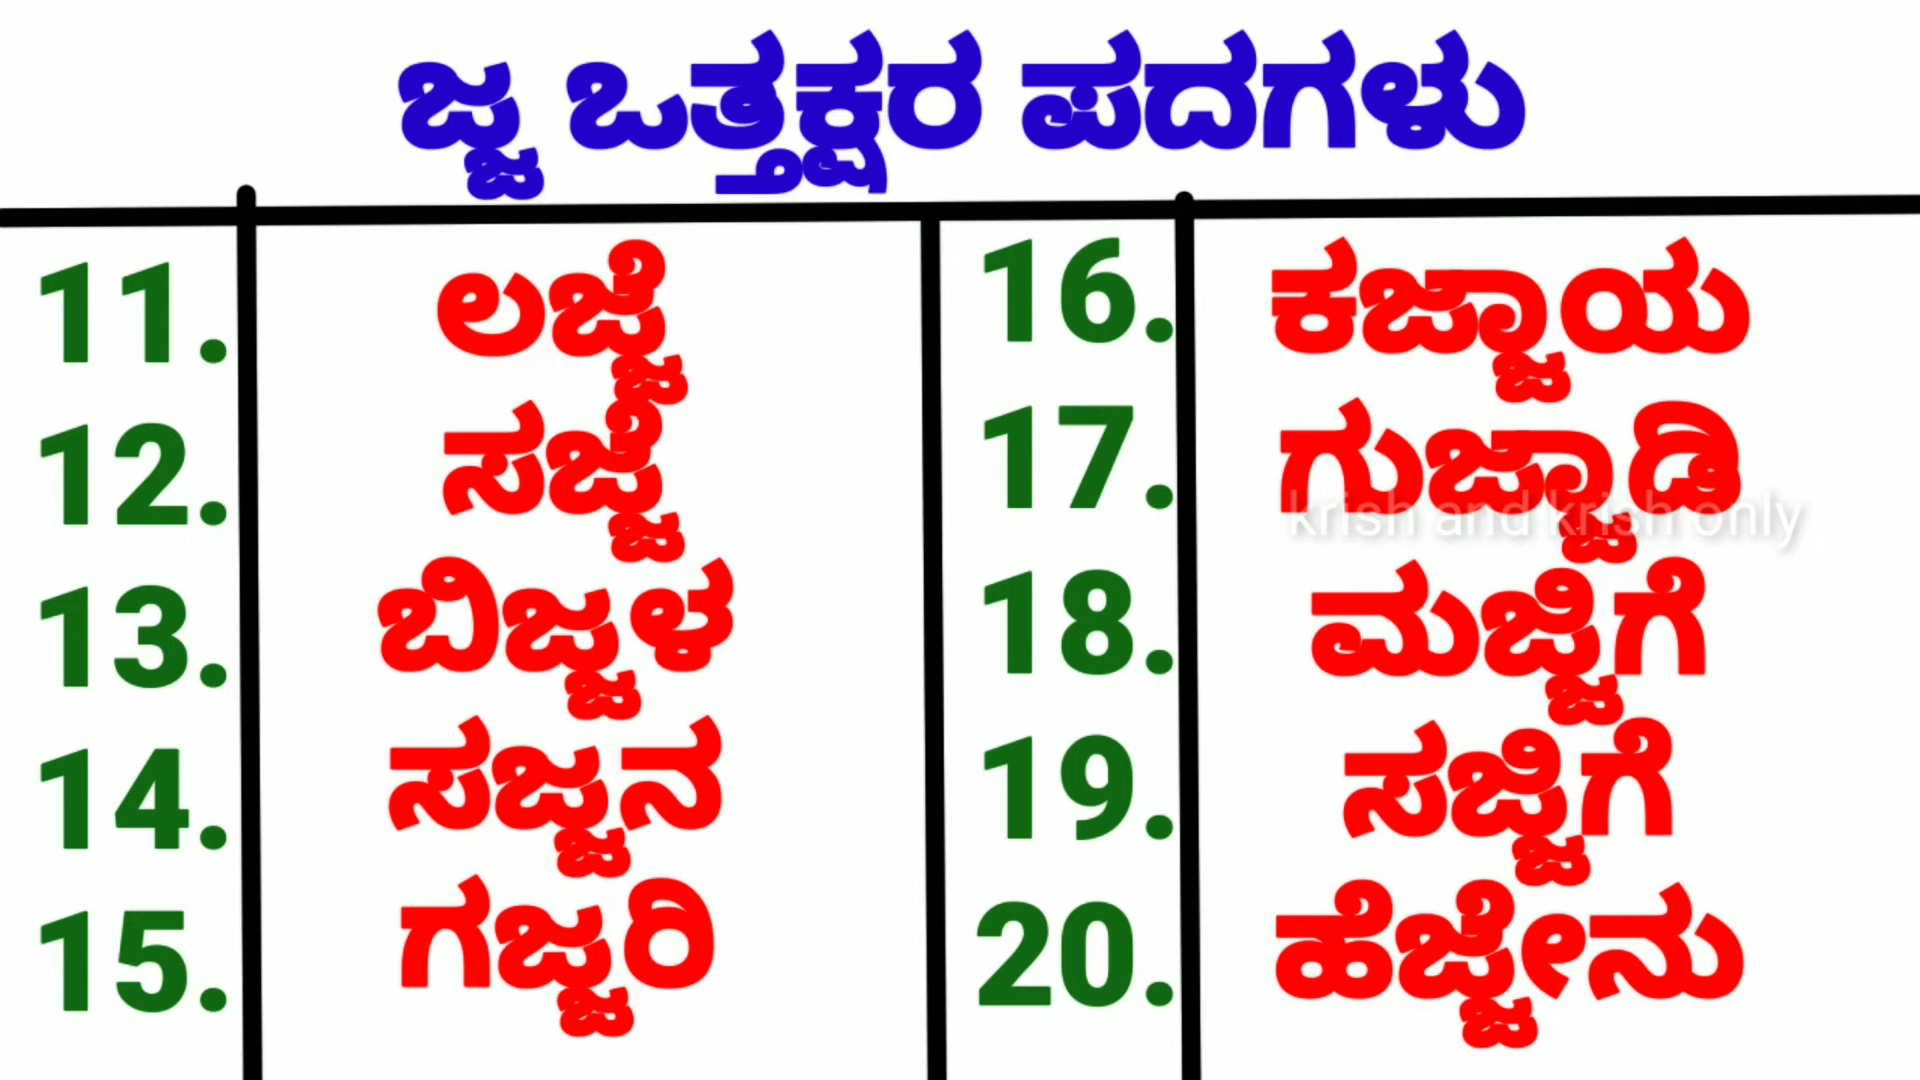 ಜ್ಜ ಒತ್ತಕ್ಷರ ಪದಗಳು
11. ಲಜ್ಜೆ
12. ಸಜ್ಜೆ
13. ಬಿಜ್ಜಳ
14. ಸಜ್ಜನ
15. ಗಜ್ಜರಿ
16. ಕಜ್ಜಾಯ
17. ಗುಜ್ಜಾಡಿ
krish and krish only
18. ಮಜ್ಜಿಗೆ
19. ಸಜ್ಜಿಗೆ
20. ಹೆಜ್ಜೇನು